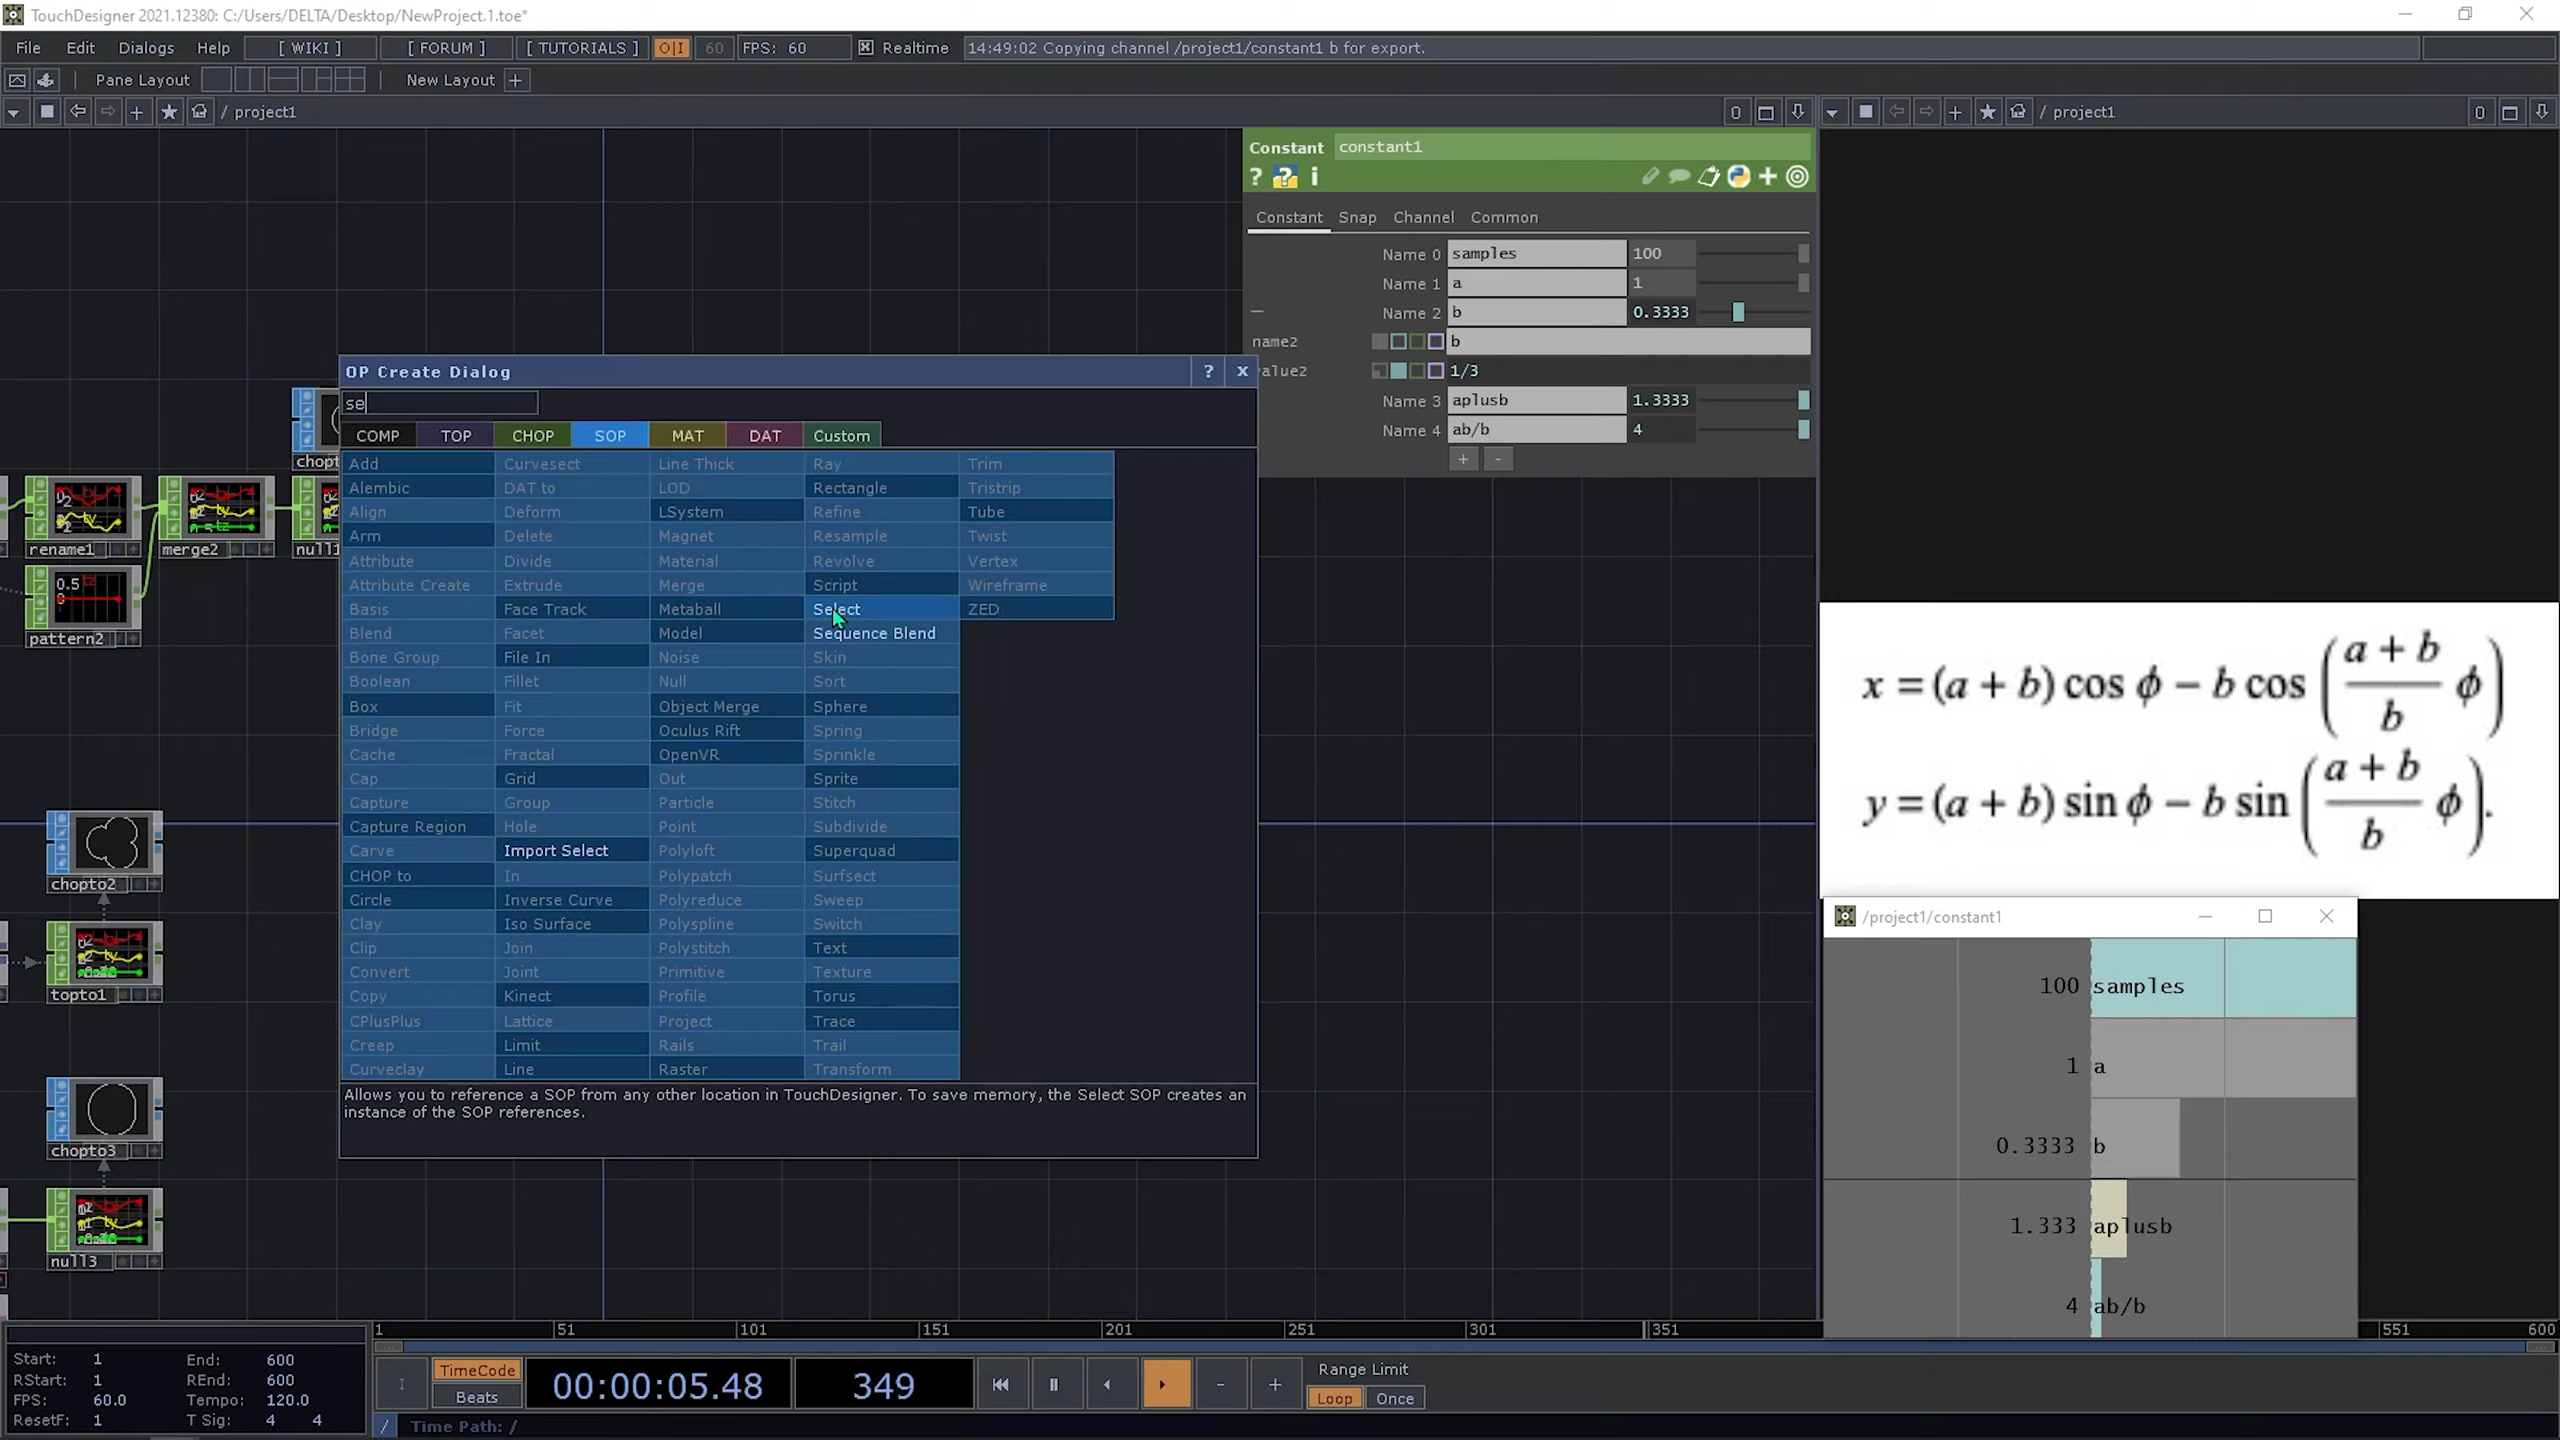 TouchDesigner 2021.12380: C:/Users/DELTA/Desktop/NewProject.1.toe*
File Edit Dialogs Help [ WIKI ] [ FORUM ] [ TUTORIALS ] O|I 60 FPS: 60 Realtime 14:49:02 Copying channel /project1/constant1 b for export.
Pane Layout New Layout +
/ project1 0 / project1 0
Constant constant1
? ? i
Constant Snap Channel Common
Name 0 samples 100
Name 1 a 1
Name 2 b 0.3333
name2 b
value2 1/3
Name 3 aplusb 1.3333
Name 4 ab/b 4
+ -
OP Create Dialog ? x
se
COMP TOP CHOP SOP MAT DAT Custom
Add Curvesect Line Thick Ray Trim
Alembic DAT to LOD Rectangle Tristrip
Align Deform LSystem Refine Tube
Arm Delete Magnet Resample Twist
Attribute Divide Material Revolve Vertex
Attribute Create Extrude Merge Script Wireframe
Basis Face Track Metaball Select ZED
Blend Facet Model Sequence Blend
Bone Group File In Noise Skin
Boolean Fillet Null Sort
Box Fit Object Merge Sphere
Bridge Force Oculus Rift Spring
Cache Fractal OpenVR Sprinkle
Cap Grid Out Sprite
Capture Group Particle Stitch
Capture Region Hole Point Subdivide
Carve Import Select Polyloft Superquad
CHOP to In Polypatch Surfsect
Circle Inverse Curve Polyreduce Sweep
Clay Iso Surface Polyspline Switch
Clip Join Polystitch Text
Convert Joint Primitive Texture
Copy Kinect Profile Torus
CPlusPlus Lattice Project Trace
Creep Limit Rails Trail
Curveclay Line Raster Transform
Allows you to reference a SOP from any other location in TouchDesigner. To save memory, the Select SOP creates an
instance of the SOP references.
chopt
rename1 merge2 null1
0.5
pattern2
chopto2
topto1
chopto3
null3
x = (a + b) cos ϕ − b cos ( a + b / b ϕ )
y = (a + b) sin ϕ − b sin ( a + b / b ϕ ).
/project1/constant1
100 samples
1 a
0.3333 b
1.333 aplusb
4 ab/b
1 51 101 151 201 251 301 351 551 600
Start: 1 End: 600
RStart: 1 REnd: 600
FPS: 60.0 Tempo: 120.0
ResetF: 1 T Sig: 4 4
TimeCode
Beats
00:00:05.48 349
- +
Range Limit
Loop Once
/ Time Path: /